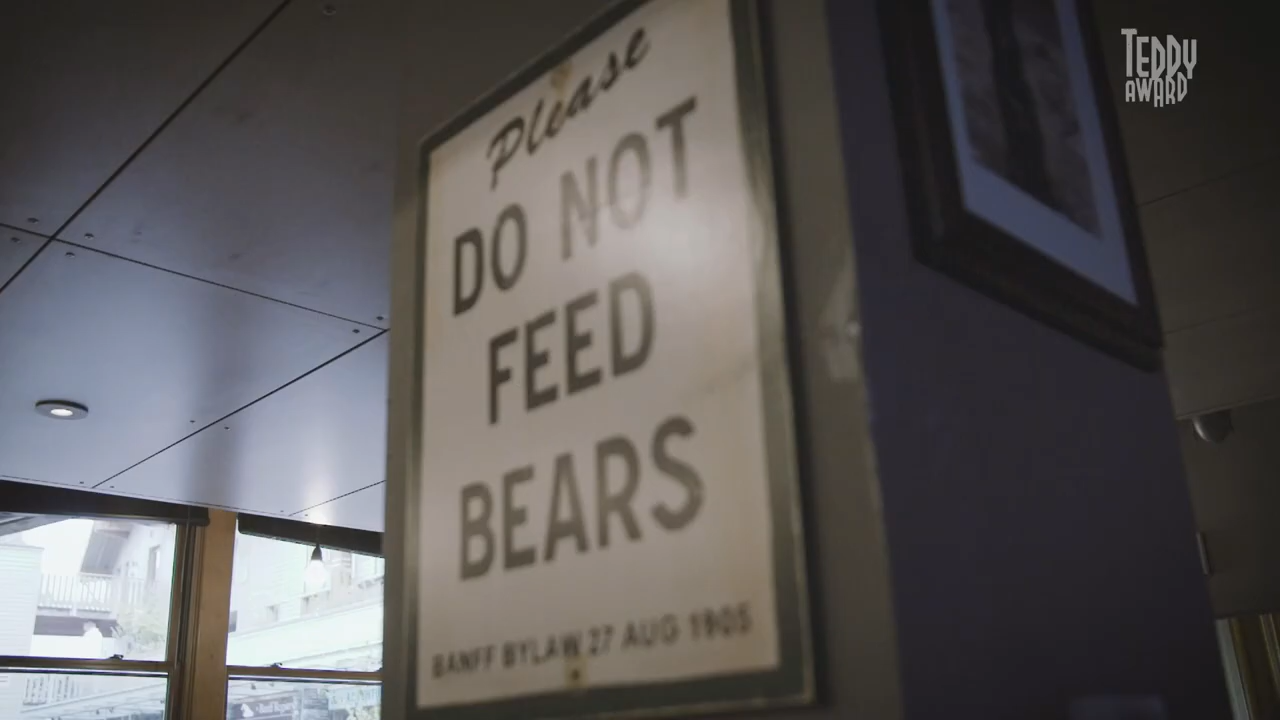 Please
DO NOT
FEED
BEARS
BANFF BYLAW 27 AUG 1905
TEDDY
AWARD